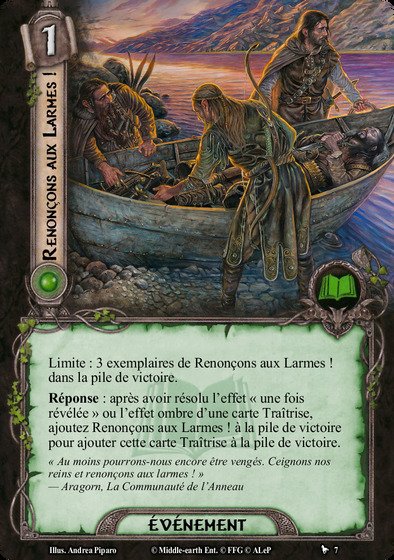 1
Renonçons aux Larmes !
Limite : 3 exemplaires de Renonçons aux Larmes !
dans la pile de victoire.
Réponse : après avoir résolu l'effet « une fois
révélée » ou l'effet ombre d'une carte Traîtrise,
ajoutez Renonçons aux Larmes ! à la pile de victoire
pour ajouter cette carte Traîtrise à la pile de victoire.
« Au moins pourrons-nous encore être vengés. Ceignons nos
reins et renonçons aux larmes ! »
— Aragorn, La Communauté de l'Anneau
ÉVÉNEMENT
Illus. Andrea Piparo © Middle-earth Ent. © FFG © ALeP 7